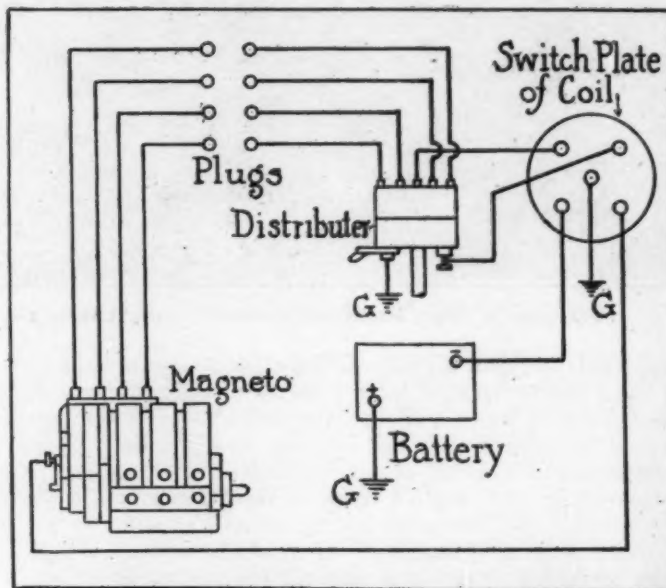 Switch Plate
of Coil
Plugs
Distributer
G
G
Magneto
- 
+
Battery
G